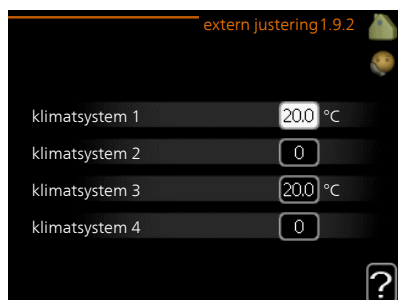 extern justering 1.9.2
klimatsystem 1 20.0 °C
klimatsystem 2 0
klimatsystem 3 20.0 °C
klimatsystem 4 0
?